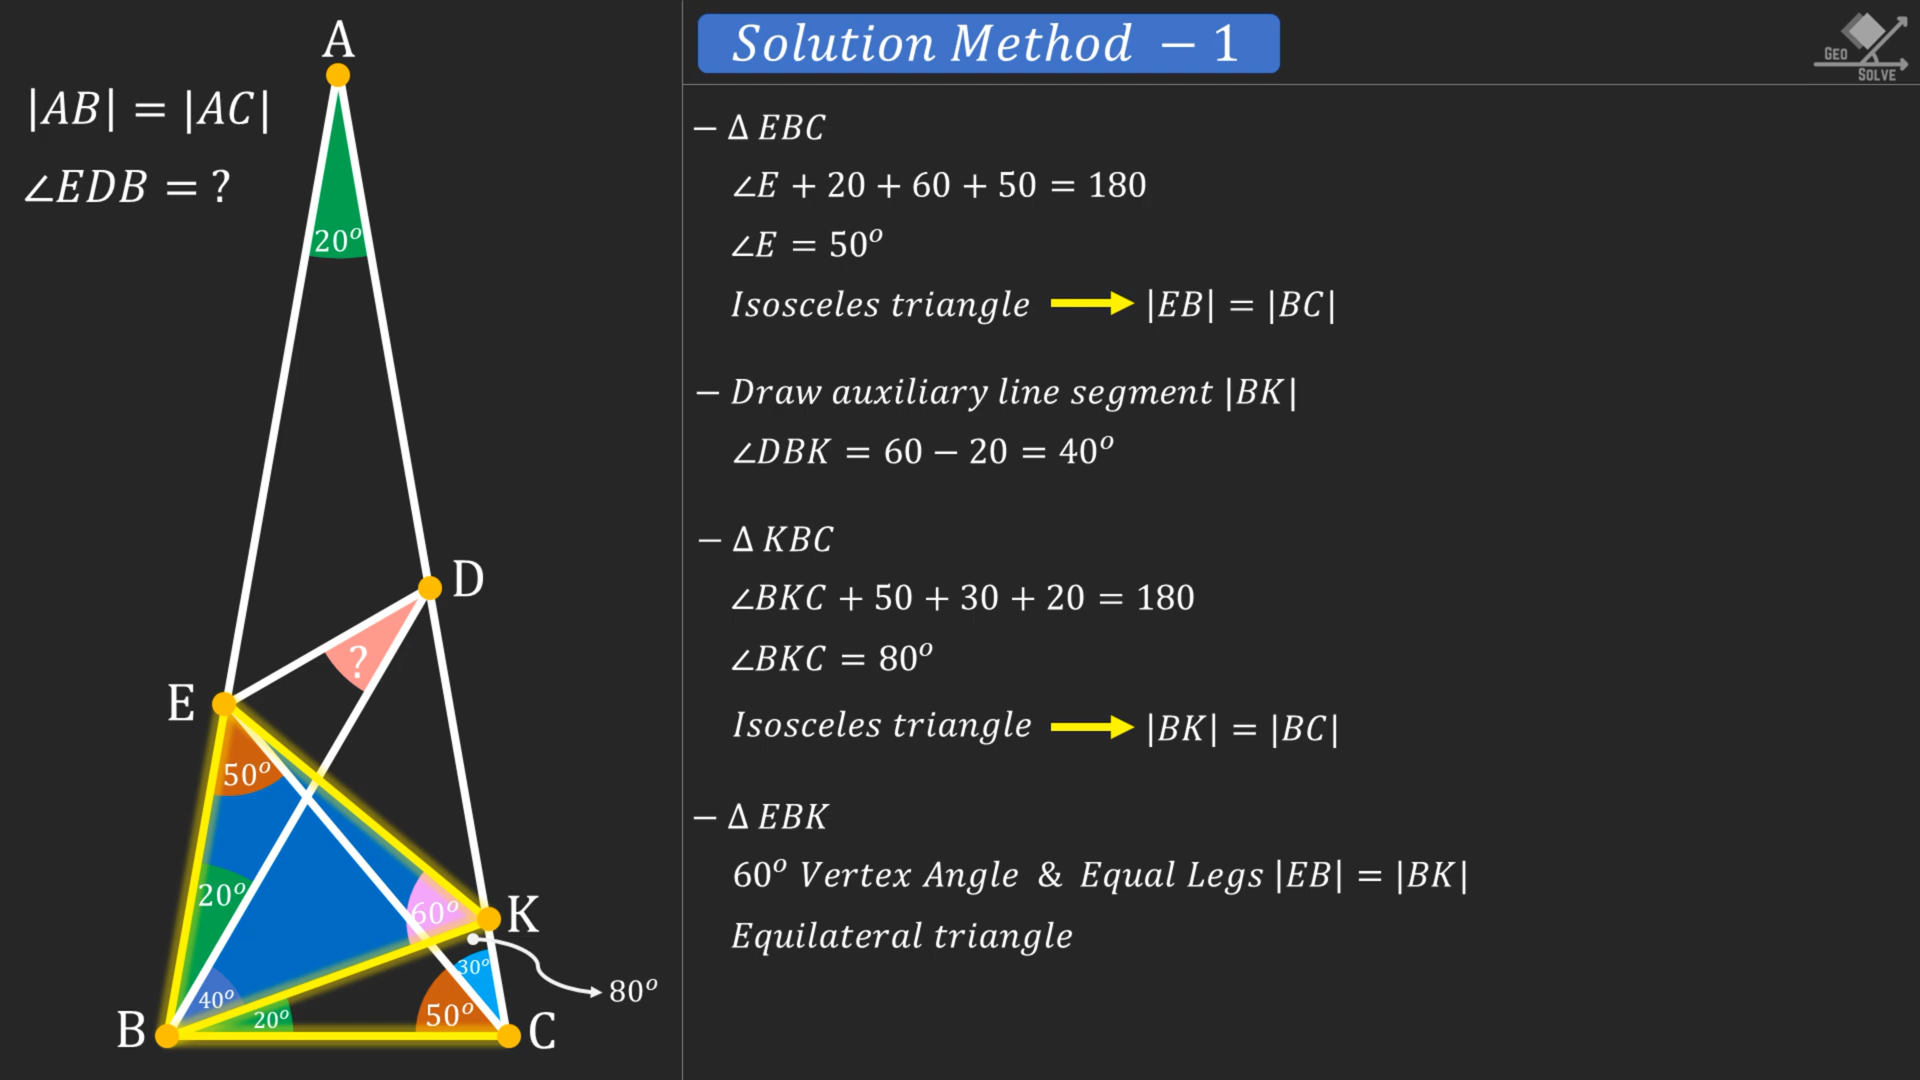 Solution Method − 1
GEO
SOLVE
|AB| = |AC|
∠EDB = ?
A
20°
D
?
E
50°
20°
60°
K
30°
80°
40°
20°
50°
B
C
− Δ EBC
∠E + 20 + 60 + 50 = 180
∠E = 50°
Isosceles triangle → |EB| = |BC|
− Draw auxiliary line segment |BK|
∠DBK = 60 − 20 = 40°
− Δ KBC
∠BKC + 50 + 30 + 20 = 180
∠BKC = 80°
Isosceles triangle → |BK| = |BC|
− Δ EBK
60° Vertex Angle & Equal Legs |EB| = |BK|
Equilateral triangle